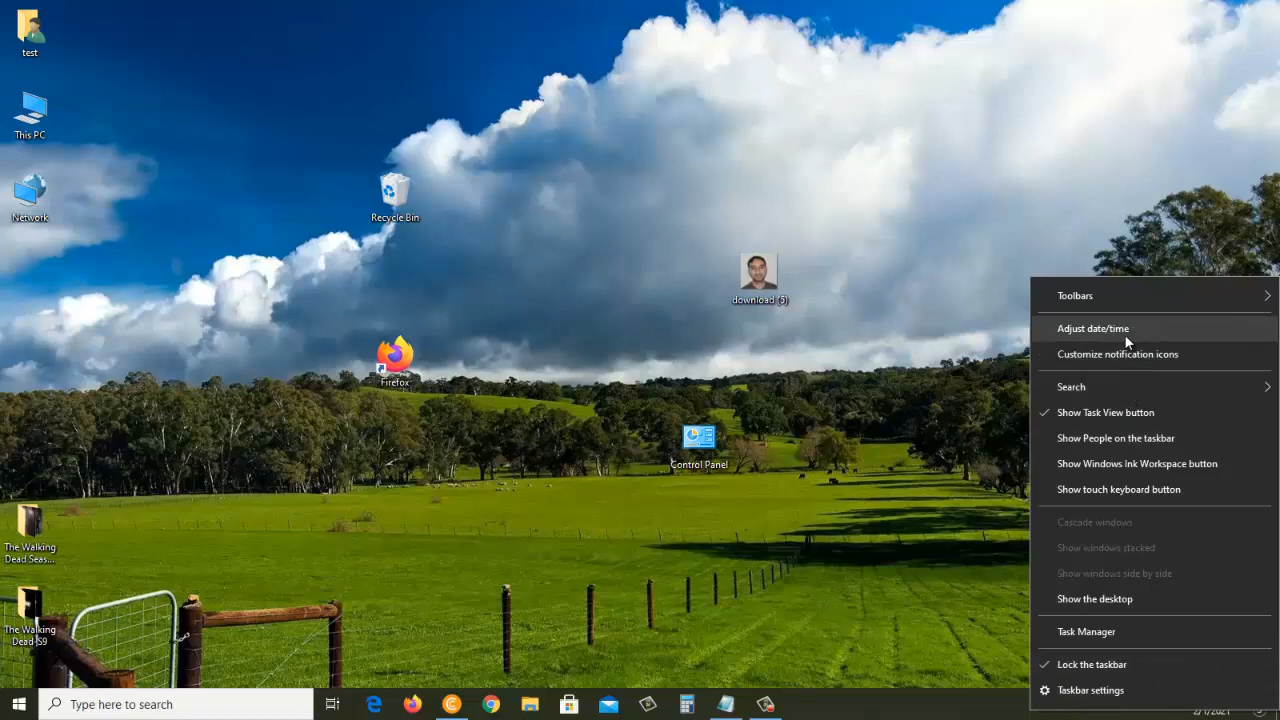 test
This PC
Network
Recycle Bin
Firefox
download (5)
Control Panel
The Walking
Dead Seas...
The Walking
Dead S9
Toolbars
Adjust date/time
Customize notification icons
Search
Show Task View button
Show People on the taskbar
Show Windows Ink Workspace button
Show touch keyboard button
Cascade windows
Show windows stacked
Show windows side by side
Show the desktop
Task Manager
Lock the taskbar
Taskbar settings
Type here to search
2/1/2021